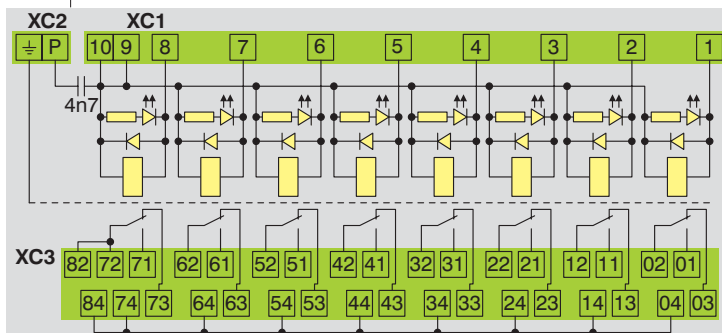 XC2 XC1
P 10 9 8 7 6 5 4 3 2 1
4n7
XC3
82 72 71 62 61 52 51 42 41 32 31 22 21 12 11 02 01
84 74 73 64 63 54 53 44 43 34 33 24 23 14 13 04 03